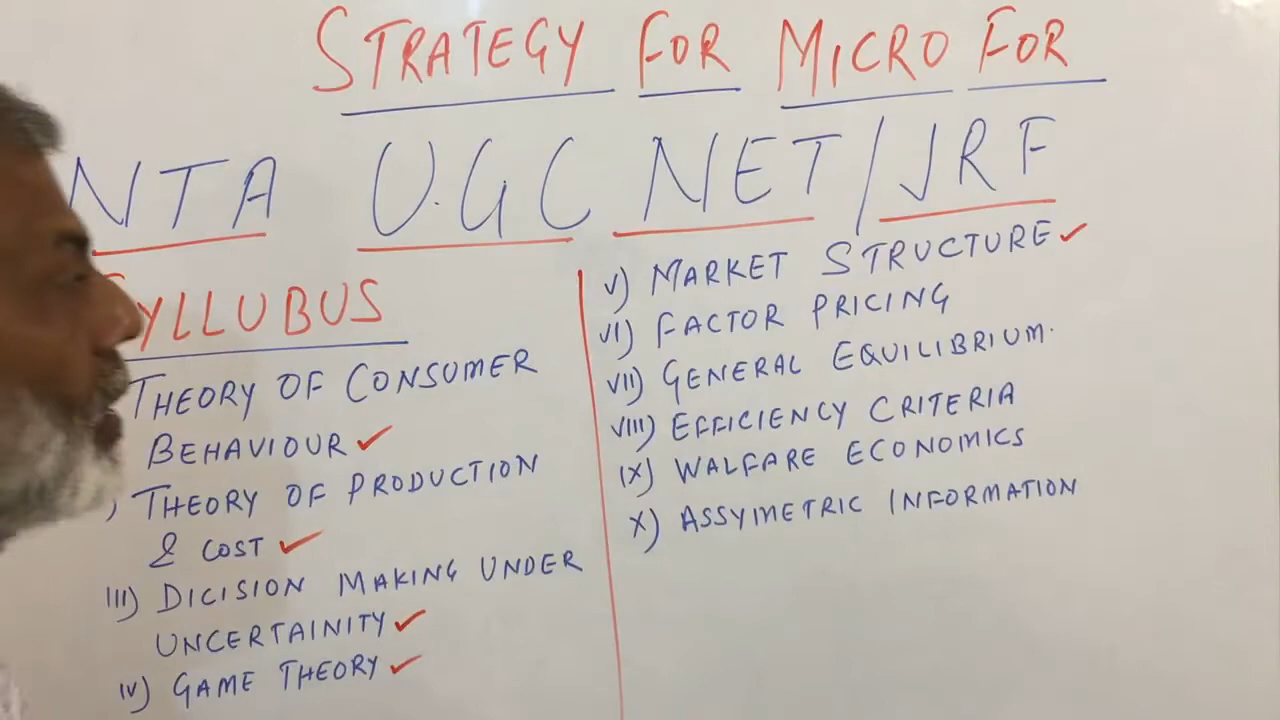 STRATEGY FOR MICRO FOR
NTA U.G.C NET/JRF
SYLLUBUS
THEORY OF CONSUMER
BEHAVIOUR ✓
) THEORY OF PRODUCTION
& COST ✓
III) DICISION MAKING UNDER
UNCERTAINITY ✓
IV) GAME THEORY ✓
V) MARKET STRUCTURE ✓
VI) FACTOR PRICING
VII) GENERAL EQUILIBRIUM.
VIII) EFFICIENCY CRITERIA
IX) WALFARE ECONOMICS
X) ASSYMETRIC INFORMATION